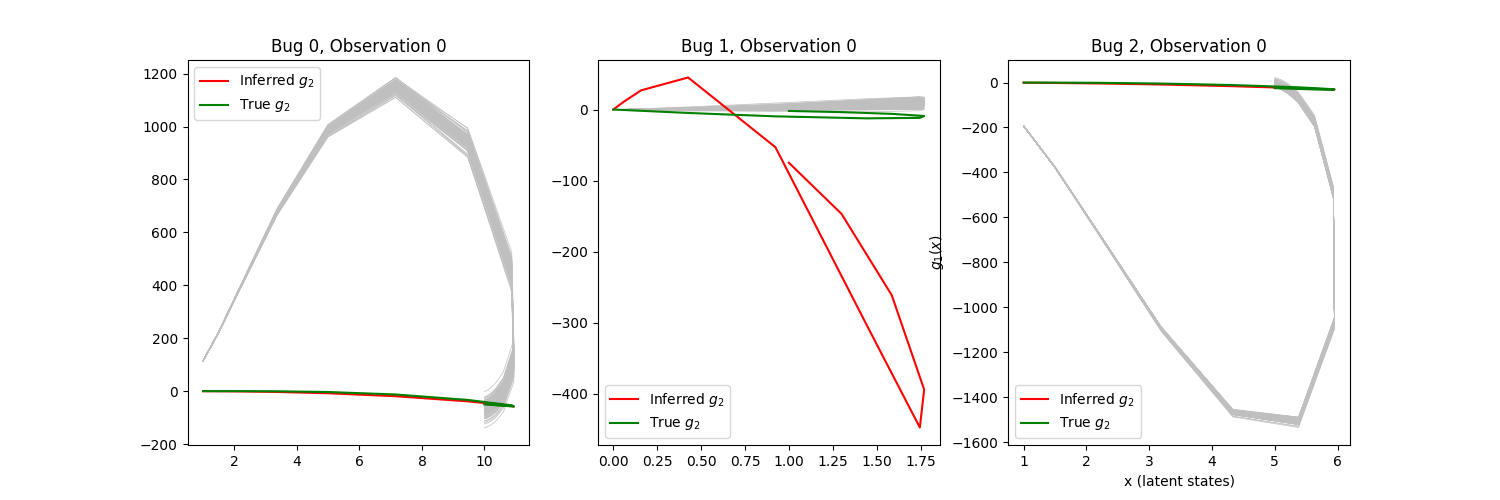 Bug 0, Observation 0
Inferred g₂
True g₂
1200
1000
800
600
400
200
0
−200
2 4 6 8 10
Bug 1, Observation 0
0
−100
−200
−300
−400
Inferred g₂
True g₂
0.00 0.25 0.50 0.75 1.00 1.25 1.50 1.75
Bug 2, Observation 0
g₁(x)
0
−200
−400
−600
−800
−1000
−1200
−1400
−1600
Inferred g₂
True g₂
1 2 3 4 5 6
x (latent states)